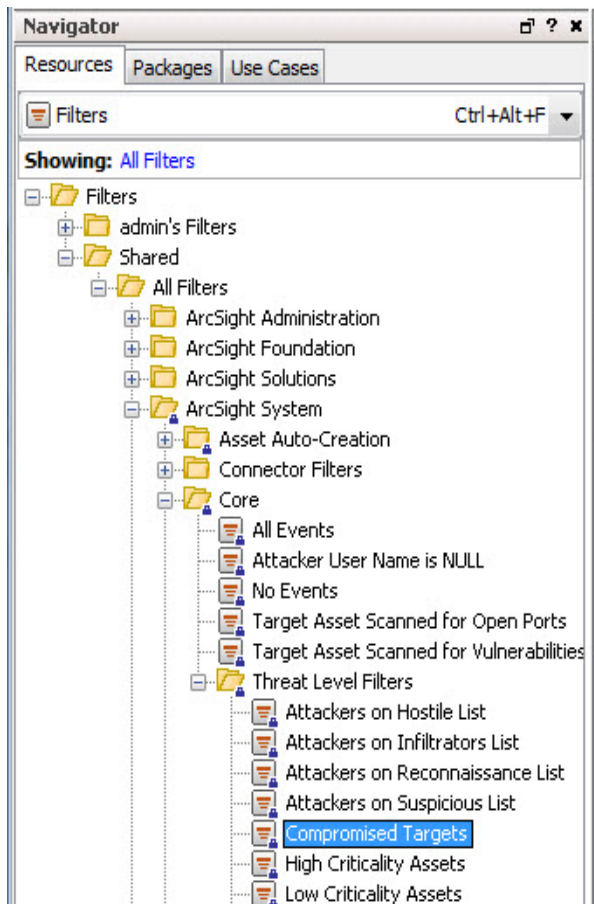 Navigator
Resources Packages Use Cases
Filters Ctrl+Alt+F
Showing: All Filters
Filters
admin's Filters
Shared
All Filters
ArcSight Administration
ArcSight Foundation
ArcSight Solutions
ArcSight System
Asset Auto-Creation
Connector Filters
Core
All Events
Attacker User Name is NULL
No Events
Target Asset Scanned for Open Ports
Target Asset Scanned for Vulnerabilities
Threat Level Filters
Attackers on Hostile List
Attackers on Infiltrators List
Attackers on Reconnaissance List
Attackers on Suspicious List
Compromised Targets
High Criticality Assets
Low Criticality Assets